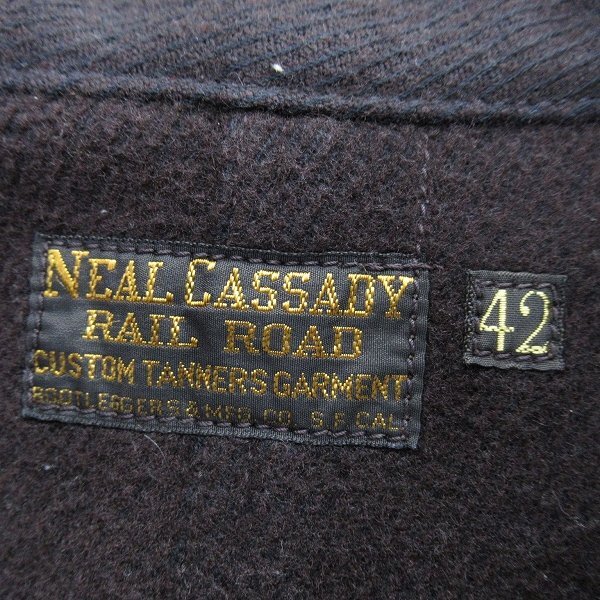 NEAL CASSADY
RAIL ROAD
CUSTOM TANNERS GARMENT
BOOTLEGGERS & MFG. CO. S.F. CAL.
42